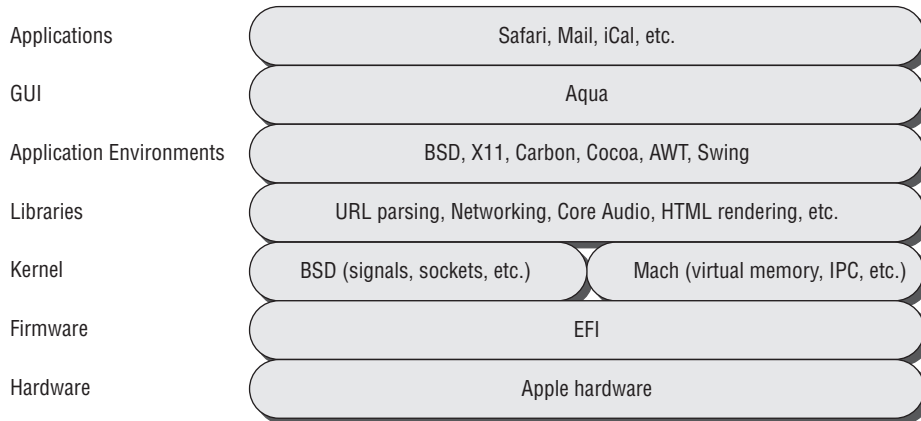 Applications
Safari, Mail, iCal, etc.
GUI
Aqua
Application Environments
BSD, X11, Carbon, Cocoa, AWT, Swing
Libraries
URL parsing, Networking, Core Audio, HTML rendering, etc.
Kernel
BSD (signals, sockets, etc.)
Mach (virtual memory, IPC, etc.)
Firmware
EFI
Hardware
Apple hardware